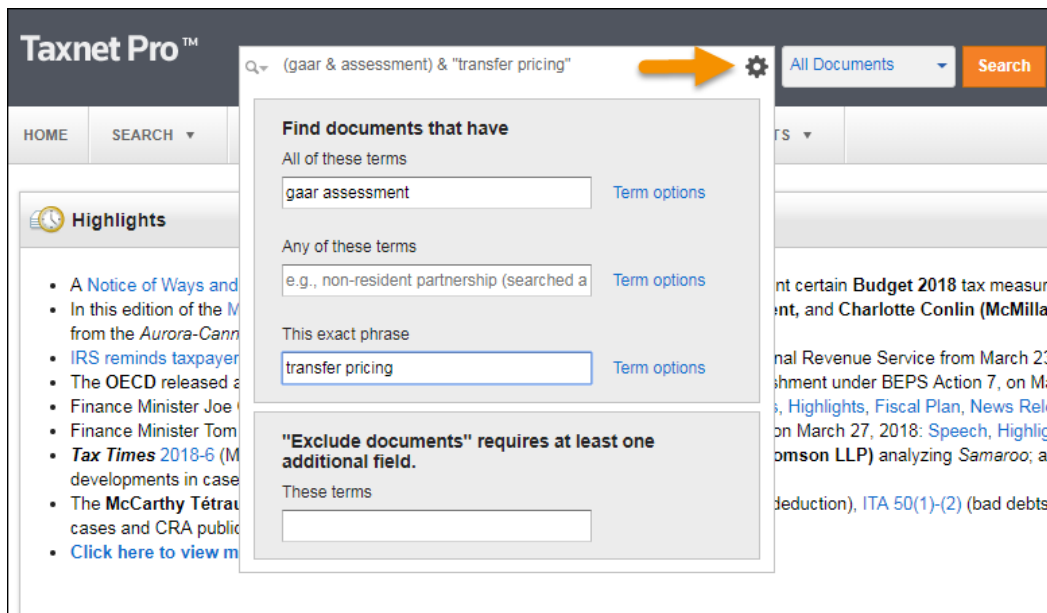 Taxnet Pro™
(gaar & assessment) & "transfer pricing"
All Documents
Search
HOME
SEARCH
TS
Find documents that have
All of these terms
gaar assessment
Term options
Any of these terms
e.g., non-resident partnership (searched a
Term options
This exact phrase
transfer pricing
Term options
"Exclude documents" requires at least one
additional field.
These terms
Highlights
A Notice of Ways and nt certain Budget 2018 tax measur
In this edition of the M ent, and Charlotte Conlin (McMilla
from the Aurora-Cann
IRS reminds taxpayer nal Revenue Service from March 23
The OECD released a shment under BEPS Action 7, on Ma
Finance Minister Joe s, Highlights, Fiscal Plan, News Rel
Finance Minister Tom on March 27, 2018: Speech, Highlig
Tax Times 2018-6 (M omson LLP) analyzing Samaroo; a
developments in case
The McCarthy Tétrau deduction), ITA 50(1)-(2) (bad debts
cases and CRA public
Click here to view m